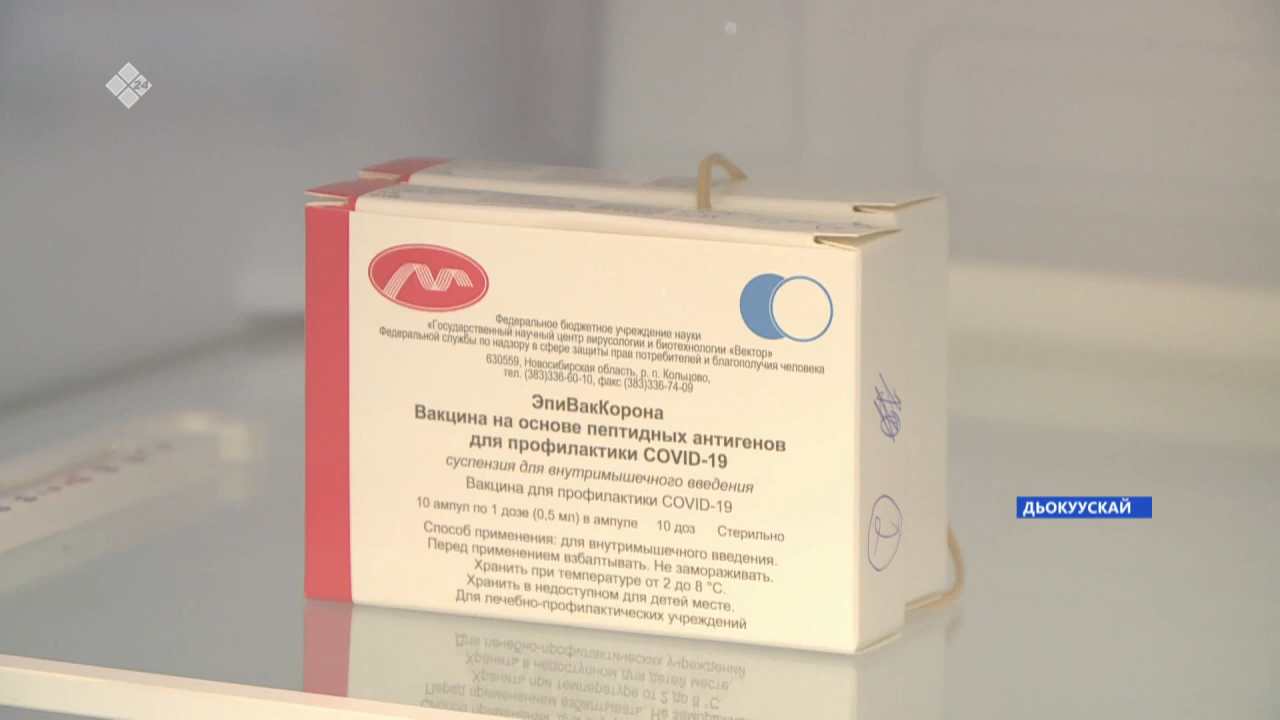 24
Федеральное бюджетное учреждение науки
«Государственный научный центр вирусологии и биотехнологии «Вектор»
Федеральной службы по надзору в сфере защиты прав потребителей и благополучия человека
630559, Новосибирская область, р. п. Кольцово,
тел. (383)336-60-10, факс (383)336-74-09
ЭпиВакКорона
Вакцина на основе пептидных антигенов
для профилактики COVID-19
суспензия для внутримышечного введения
Вакцина для профилактики COVID-19
10 ампул по 1 дозе (0,5 мл) в ампуле 10 доз Стерильно
Способ применения: для внутримышечного введения.
Перед применением взбалтывать. Не замораживать.
Хранить при температуре от 2 до 8 °С.
Хранить в недоступном для детей месте.
Для лечебно-профилактических учреждений
ДЬОКУУСКАЙ